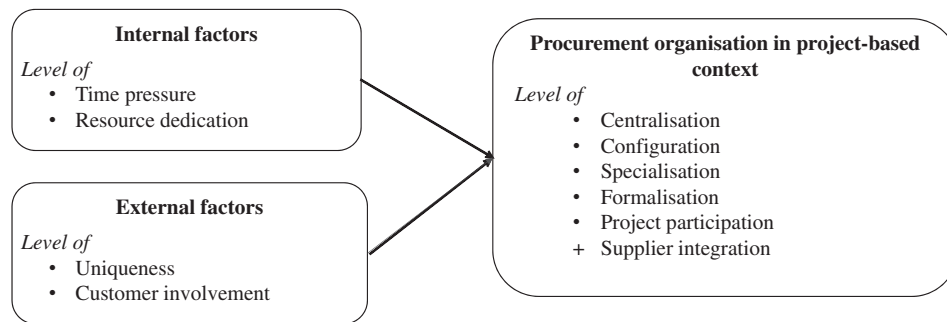 Internal factors
Level of
• Time pressure
• Resource dedication
External factors
Level of
• Uniqueness
• Customer involvement
Procurement organisation in project-based
context
Level of
• Centralisation
• Configuration
• Specialisation
• Formalisation
• Project participation
+ Supplier integration